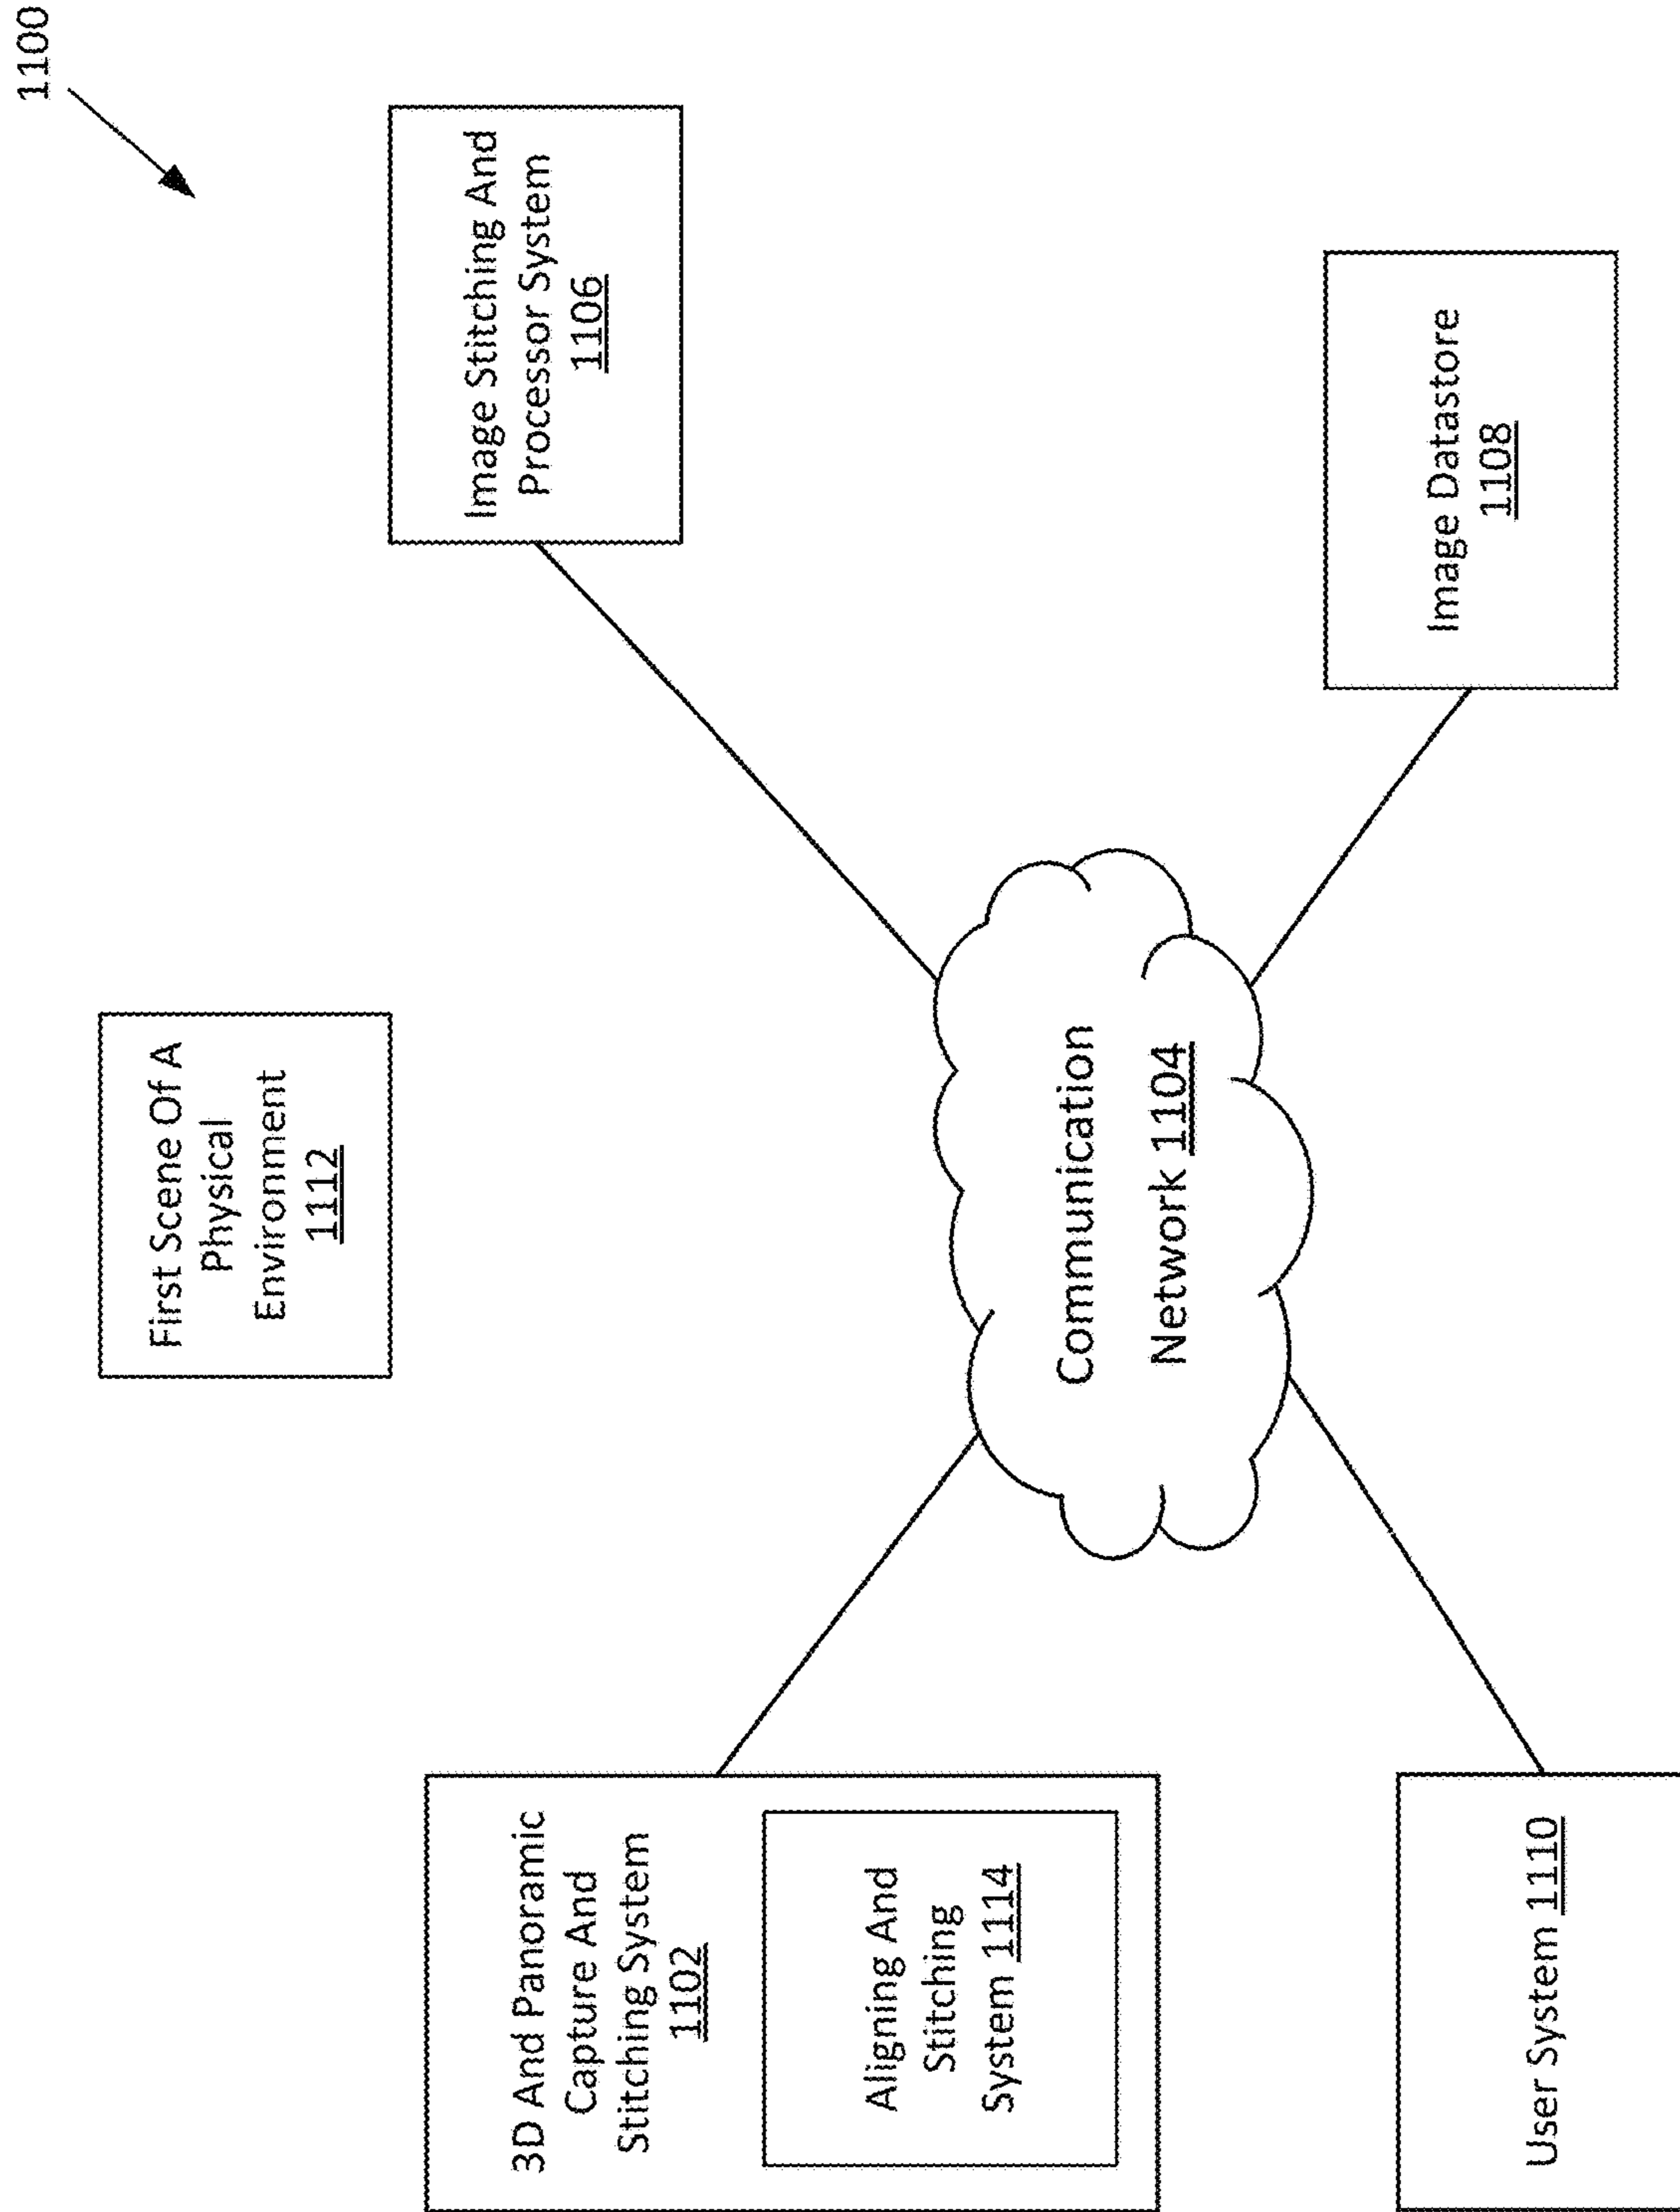 1100
First Scene Of A
Physical
Environment
1112
3D And Panoramic
Capture And
Stitching System
1102
Aligning And
Stitching
System 1114
Image Stitching And
Processor System
1106
Communication
Network 1104
User System 1110
Image Datastore
1108